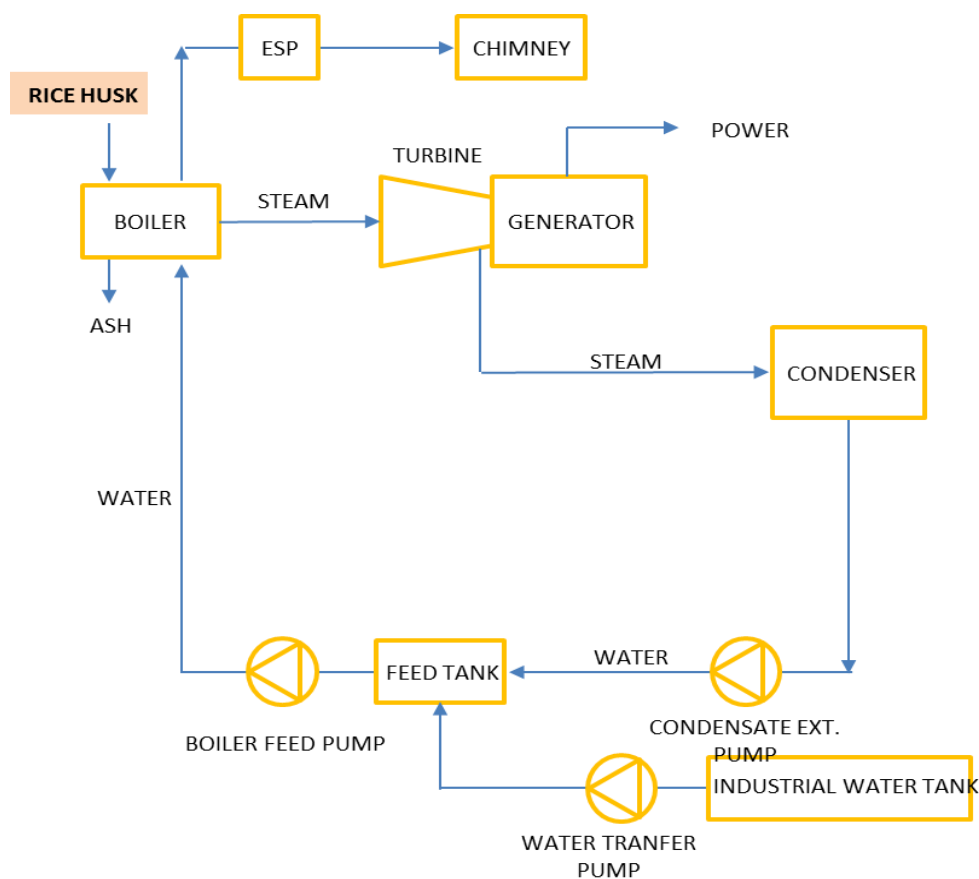 ESP
CHIMNEY
RICE HUSK
POWER
TURBINE
STEAM
BOILER
GENERATOR
ASH
STEAM
CONDENSER
WATER
WATER
FEED TANK
BOILER FEED PUMP
CONDENSATE EXT.
PUMP
INDUSTRIAL WATER TANK
WATER TRANFER
PUMP